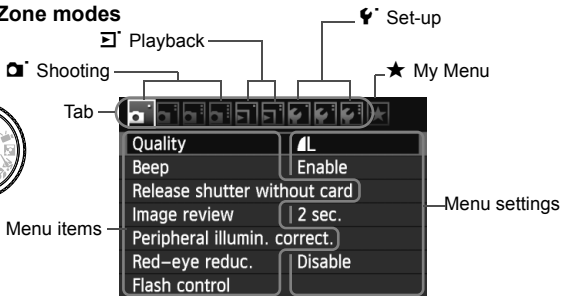 Zone modes
Set-up
Playback
Shooting
★ My Menu
Tab
Quality L
Beep Enable
Release shutter without card
Image review 2 sec.
Menu settings
Menu items
Peripheral illumin. correct.
Red-eye reduc. Disable
Flash control